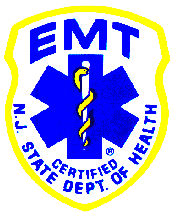 EMT
®
CERTIFIED
N.J. STATE DEPT. OF HEALTH